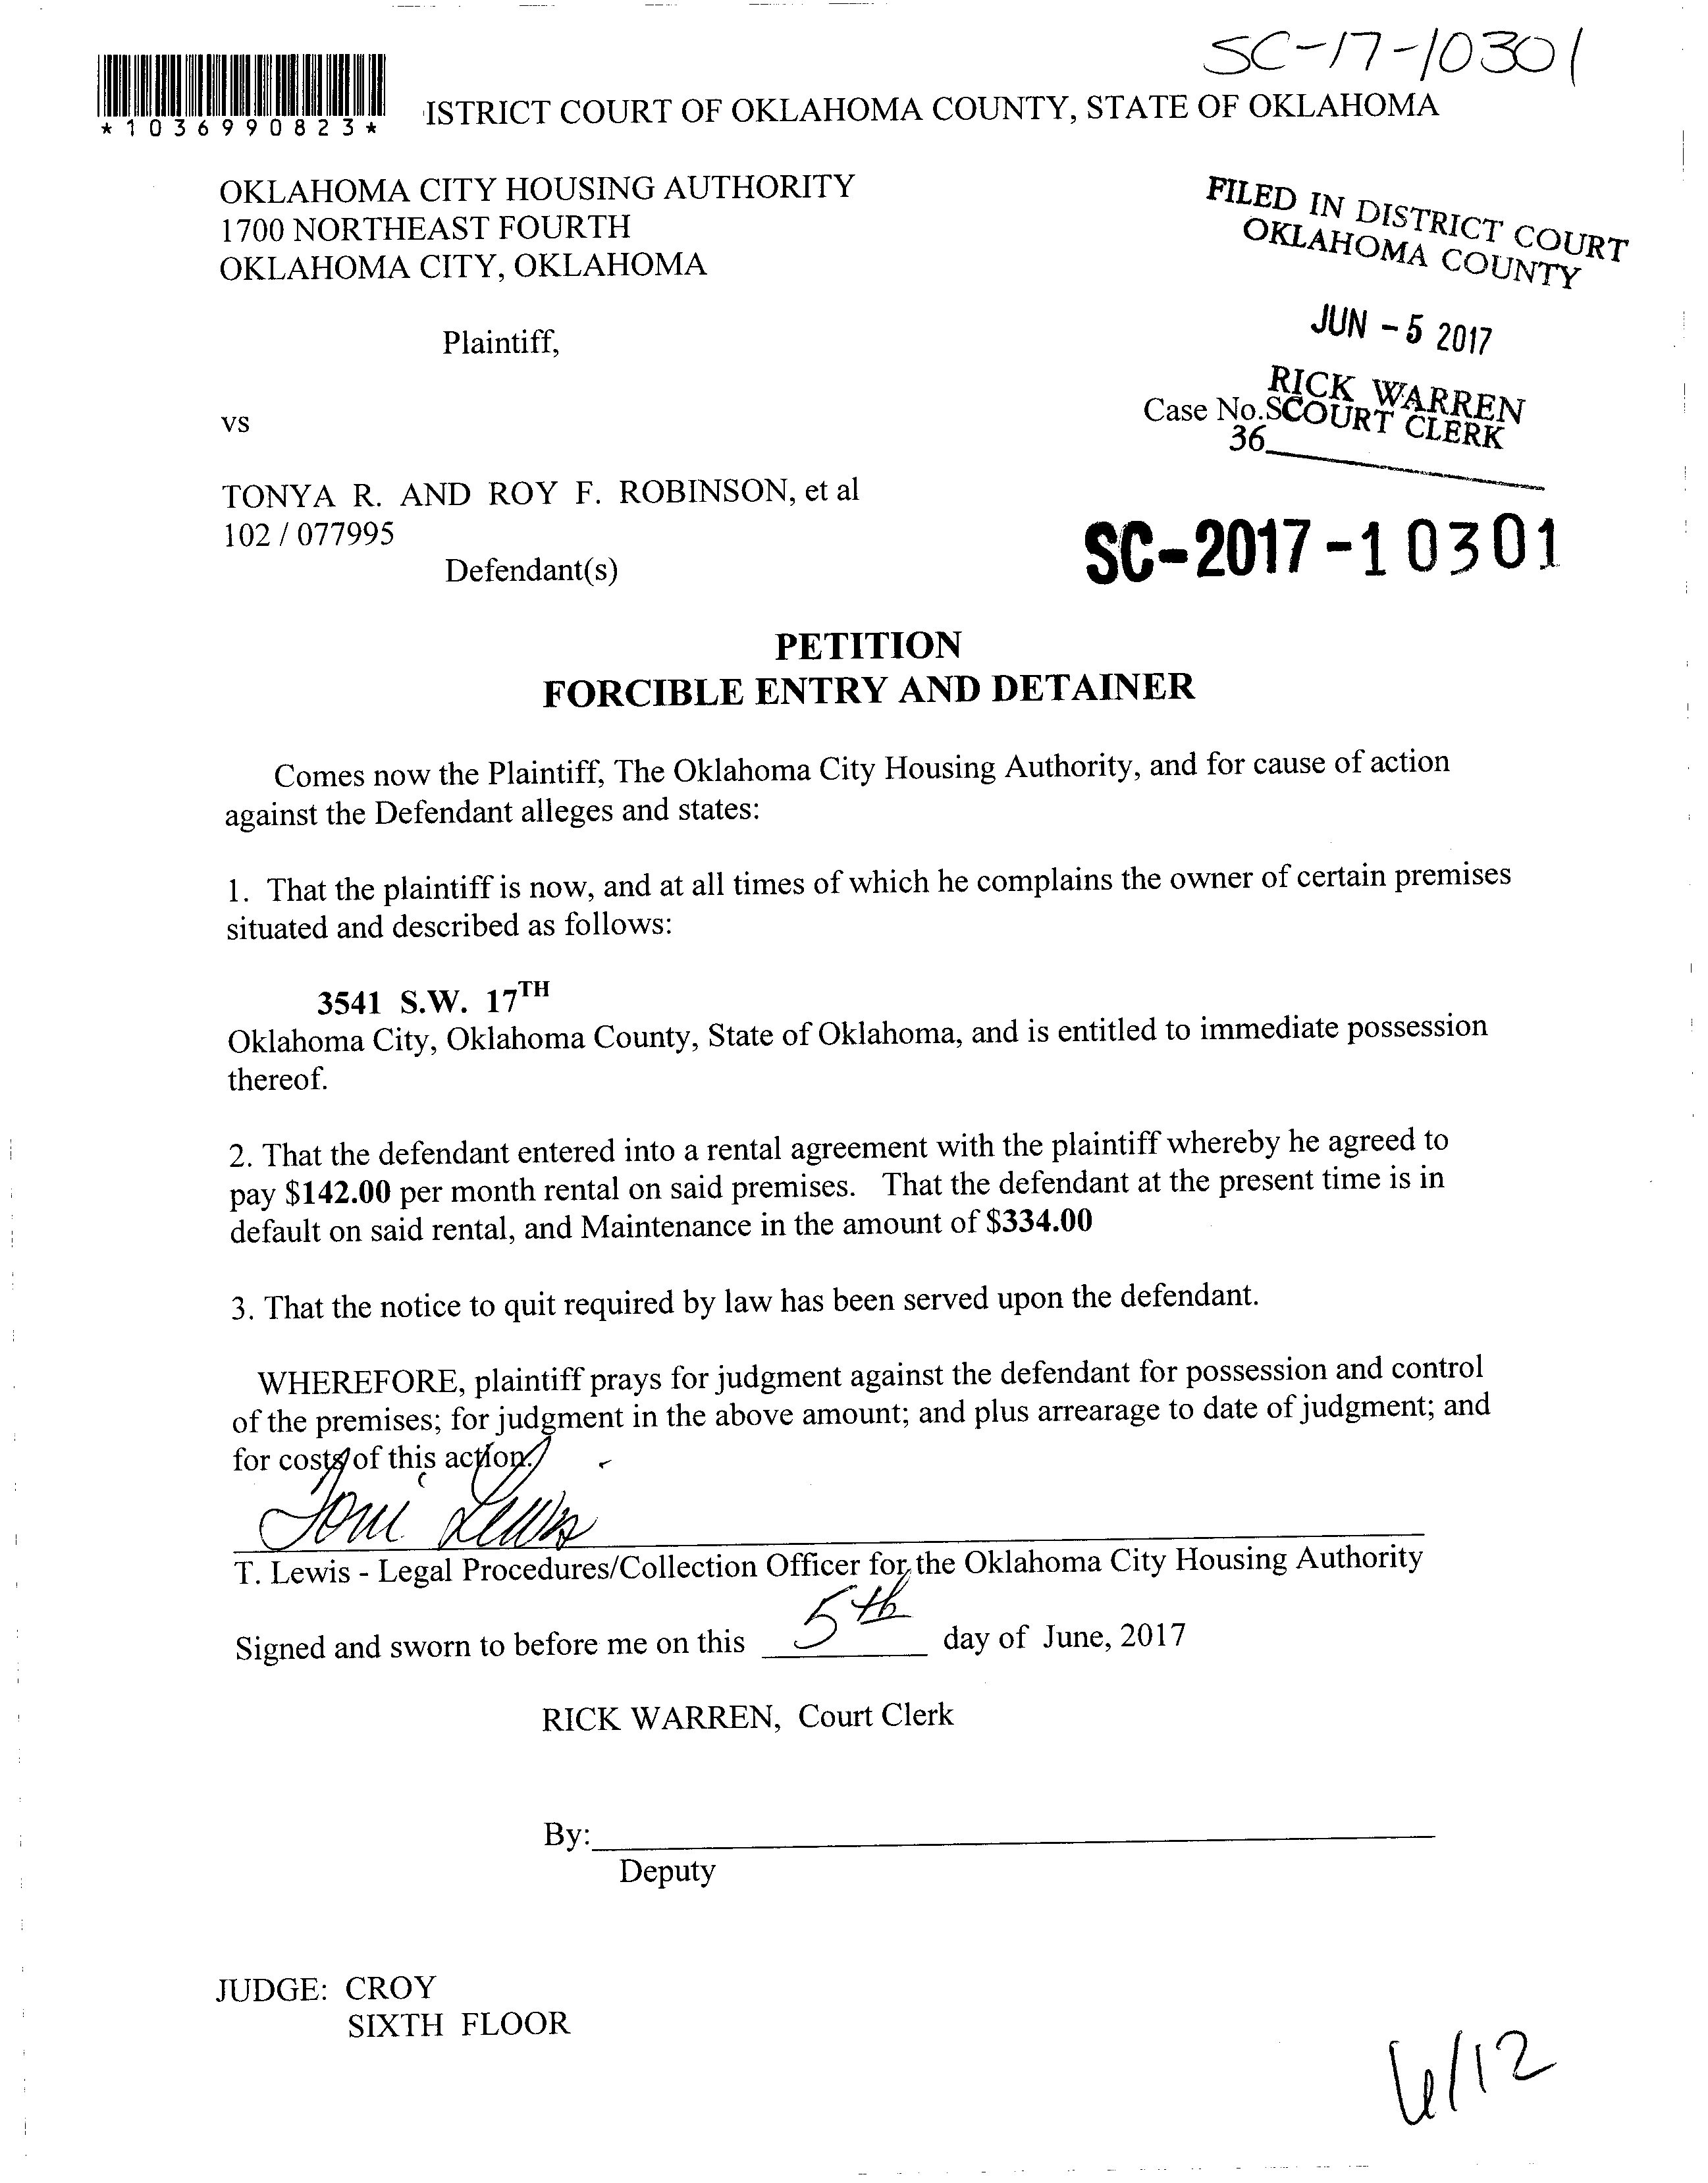 SC-17-10301
*1036990823*
ISTRICT COURT OF OKLAHOMA COUNTY, STATE OF OKLAHOMA
OKLAHOMA CITY HOUSING AUTHORITY
1700 NORTHEAST FOURTH
OKLAHOMA CITY, OKLAHOMA
FILED IN DISTRICT COURT
OKLAHOMA COUNTY
Plaintiff,
JUN -5 2017
RICK WARREN
COURT CLERK
vs
Case No.S
36
TONYA R. AND ROY F. ROBINSON, et al
102 / 077995
Defendant(s)
SC-2017-10301
PETITION
FORCIBLE ENTRY AND DETAINER
Comes now the Plaintiff, The Oklahoma City Housing Authority, and for cause of action
against the Defendant alleges and states:
1. That the plaintiff is now, and at all times of which he complains the owner of certain premises
situated and described as follows:
3541 S.W. 17TH
Oklahoma City, Oklahoma County, State of Oklahoma, and is entitled to immediate possession
thereof.
2. That the defendant entered into a rental agreement with the plaintiff whereby he agreed to
pay $142.00 per month rental on said premises. That the defendant at the present time is in
default on said rental, and Maintenance in the amount of $334.00
3. That the notice to quit required by law has been served upon the defendant.
WHEREFORE, plaintiff prays for judgment against the defendant for possession and control
of the premises; for judgment in the above amount; and plus arrearage to date of judgment; and
for costs of this action.
Toni Lewis
T. Lewis - Legal Procedures/Collection Officer for the Oklahoma City Housing Authority
Signed and sworn to before me on this 5th day of June, 2017
RICK WARREN, Court Clerk
By:
Deputy
JUDGE: CROY
SIXTH FLOOR
6/12